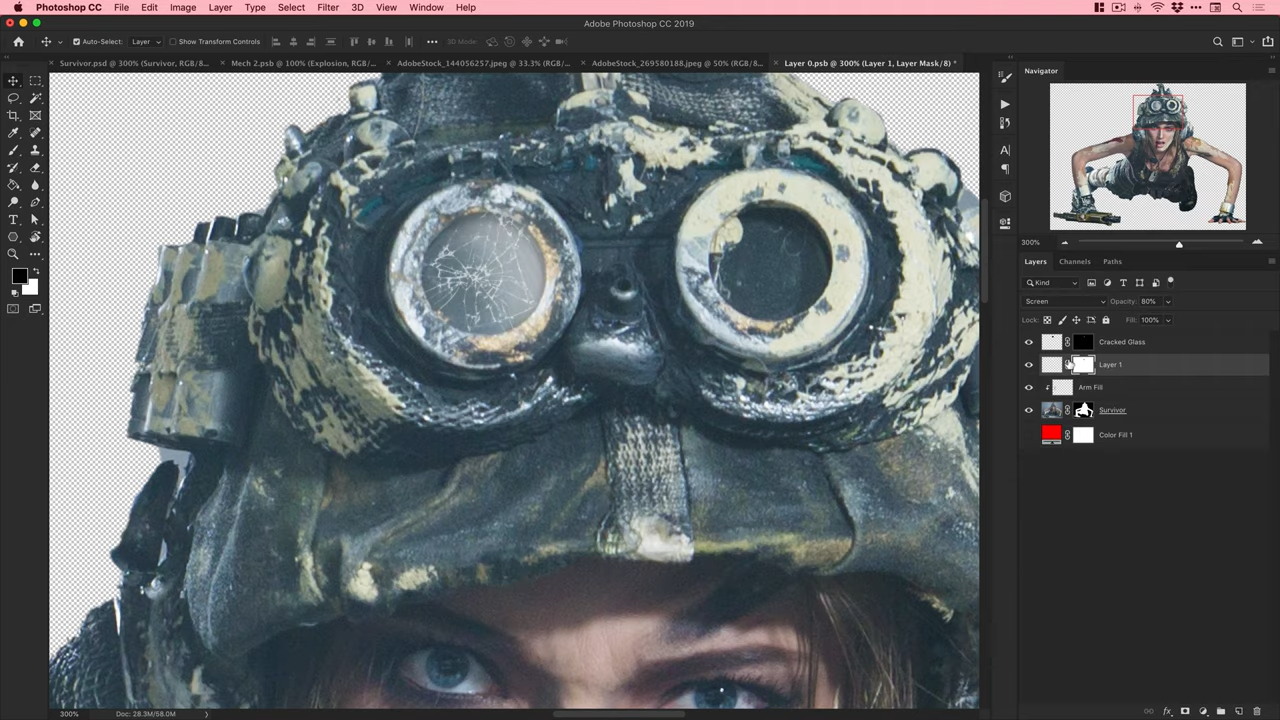 Photoshop CC File Edit Image Layer Type Select Filter 3D View Window Help
Adobe Photoshop CC 2019
Auto-Select: Layer Show Transform Controls 3D Mode:
Survivor.psd @ 300% (Survivor, RGB/8... Mech 2.psb @ 100% (Explosion, RGB/8... AdobeStock_144056257.jpeg @ 33.3% (RGB/... AdobeStock_269580188.jpeg @ 50% (RGB/8... Layer 0.psb @ 300% (Layer 1, Layer Mask/8) *
Navigator
300%
Layers Channels Paths
Kind
Screen Opacity: 80%
Lock: Fill: 100%
Cracked Glass
Layer 1
Arm Fill
Survivor
Color Fill 1
300% Doc: 28.3M/58.0M